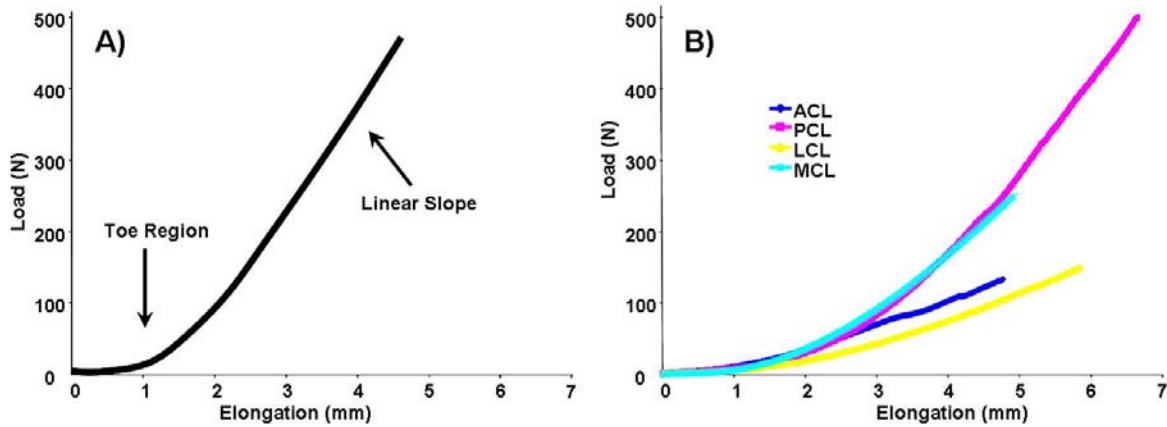 A)
500
400
300
200
100
0
Load (N)
Toe Region
Linear Slope
0 1 2 3 4 5 6 7
Elongation (mm)
B)
500
400
300
200
100
0
Load (N)
ACL
PCL
LCL
MCL
0 1 2 3 4 5 6 7
Elongation (mm)